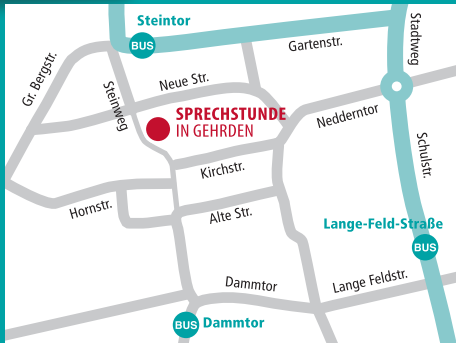 Steintor
BUS
Gartenstr.
Stadtweg
Gr. Bergstr.
Neue Str.
Steinweg
SPRECHSTUNDE
IN GEHRDEN
Nedderntor
Schulstr.
Kirchstr.
Hornstr.
Alte Str.
Lange-Feld-Straße
BUS
Dammtor
Lange Feldstr.
BUS Dammtor